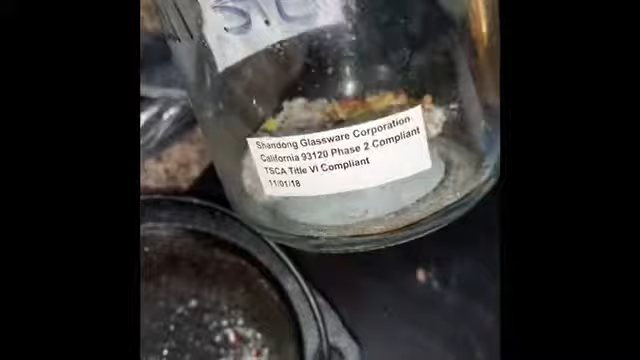 Shandong Glassware Corporation
California 93120 Phase 2 Compliant
TSCA Title VI Compliant
11/01/18